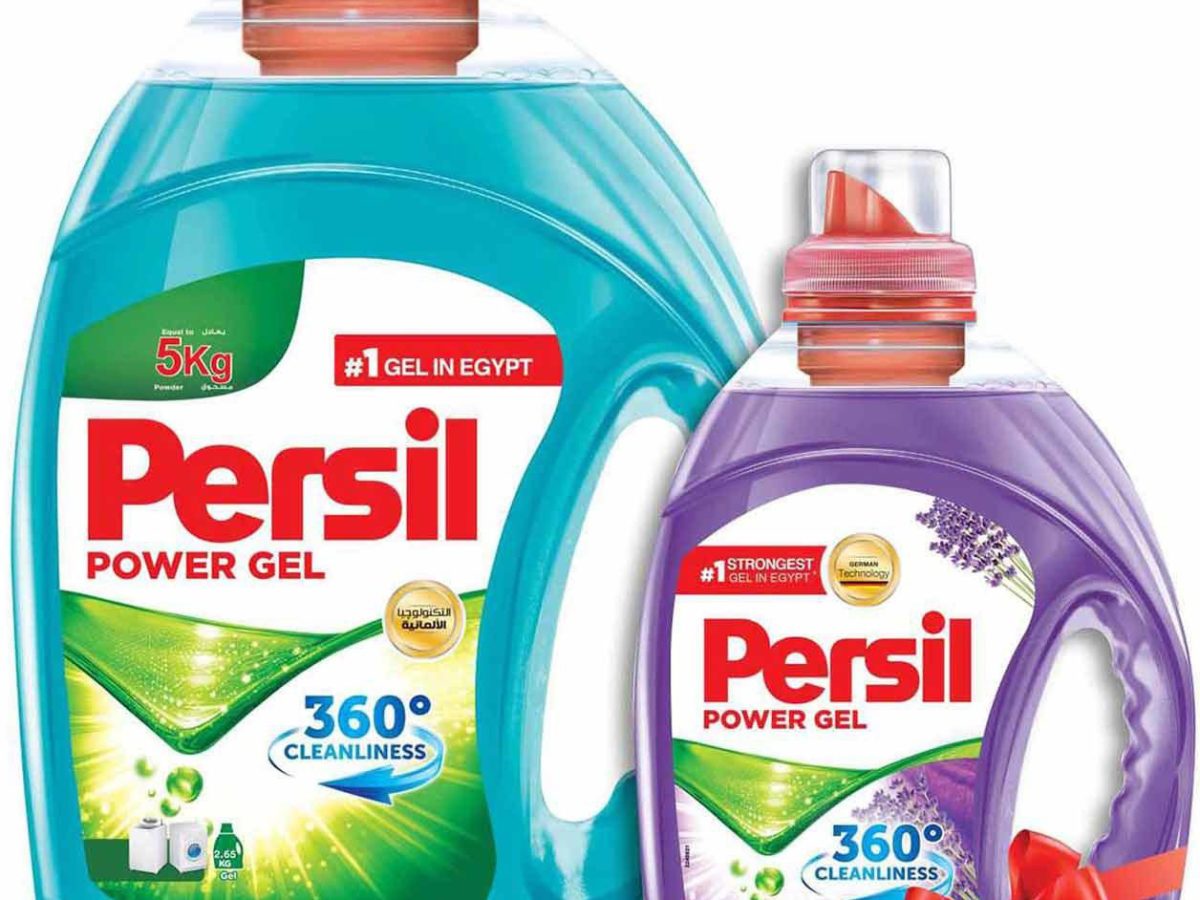 Equal to يعادل
5Kg
Powder مسحوق
#1 GEL IN EGYPT
Persil
POWER GEL
التكنولوجيا
الألمانية
360°
CLEANLINESS
2.65
KG
Gel
#1 STRONGEST
GEL IN EGYPT*
GERMAN
Technology
Persil
POWER GEL
360°
CLEANLINESS